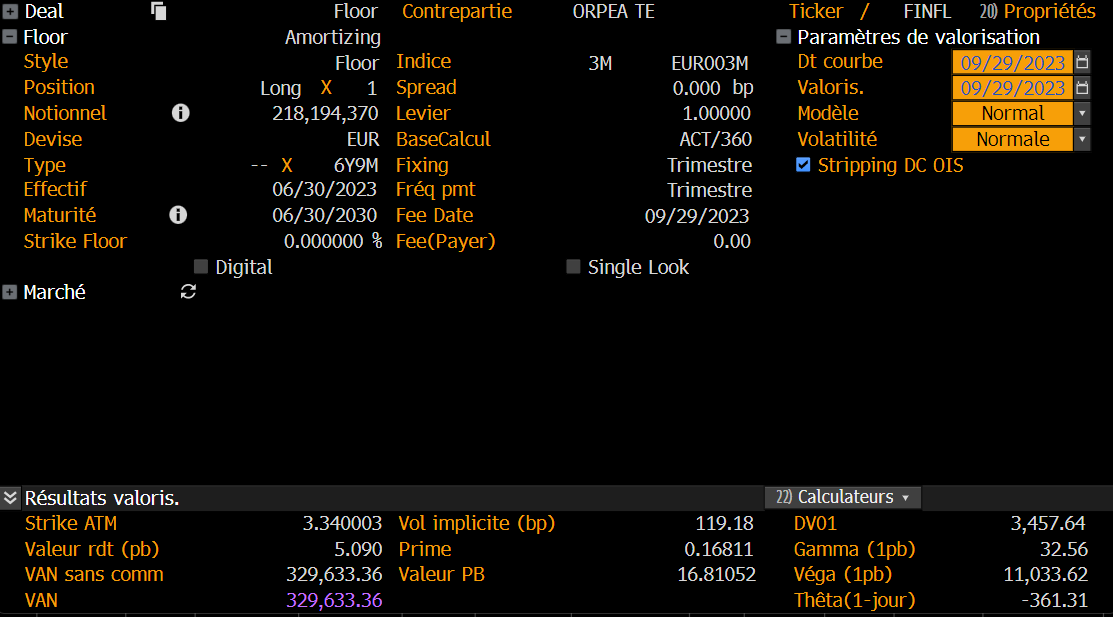 Deal Floor Contrepartie ORPEA TE Ticker / FINFL 20) Propriétés
Floor Amortizing Paramètres de valorisation
Style Floor Indice 3M EUR003M Dt courbe 09/29/2023
Position Long X 1 Spread 0.000 bp Valoris. 09/29/2023
Notionnel 218,194,370 Levier 1.00000 Modèle Normal
Devise EUR BaseCalcul ACT/360 Volatilité Normale
Type -- X 6Y9M Fixing Trimestre Stripping DC OIS
Effectif 06/30/2023 Fréq pmt Trimestre
Maturité 06/30/2030 Fee Date 09/29/2023
Strike Floor 0.000000 % Fee(Payer) 0.00
Digital Single Look
Marché
Résultats valoris. 22) Calculateurs
Strike ATM 3.340003 Vol implicite (bp) 119.18 DV01 3,457.64
Valeur rdt (pb) 5.090 Prime 0.16811 Gamma (1pb) 32.56
VAN sans comm 329,633.36 Valeur PB 16.81052 Véga (1pb) 11,033.62
VAN 329,633.36 Thêta(1-jour) -361.31